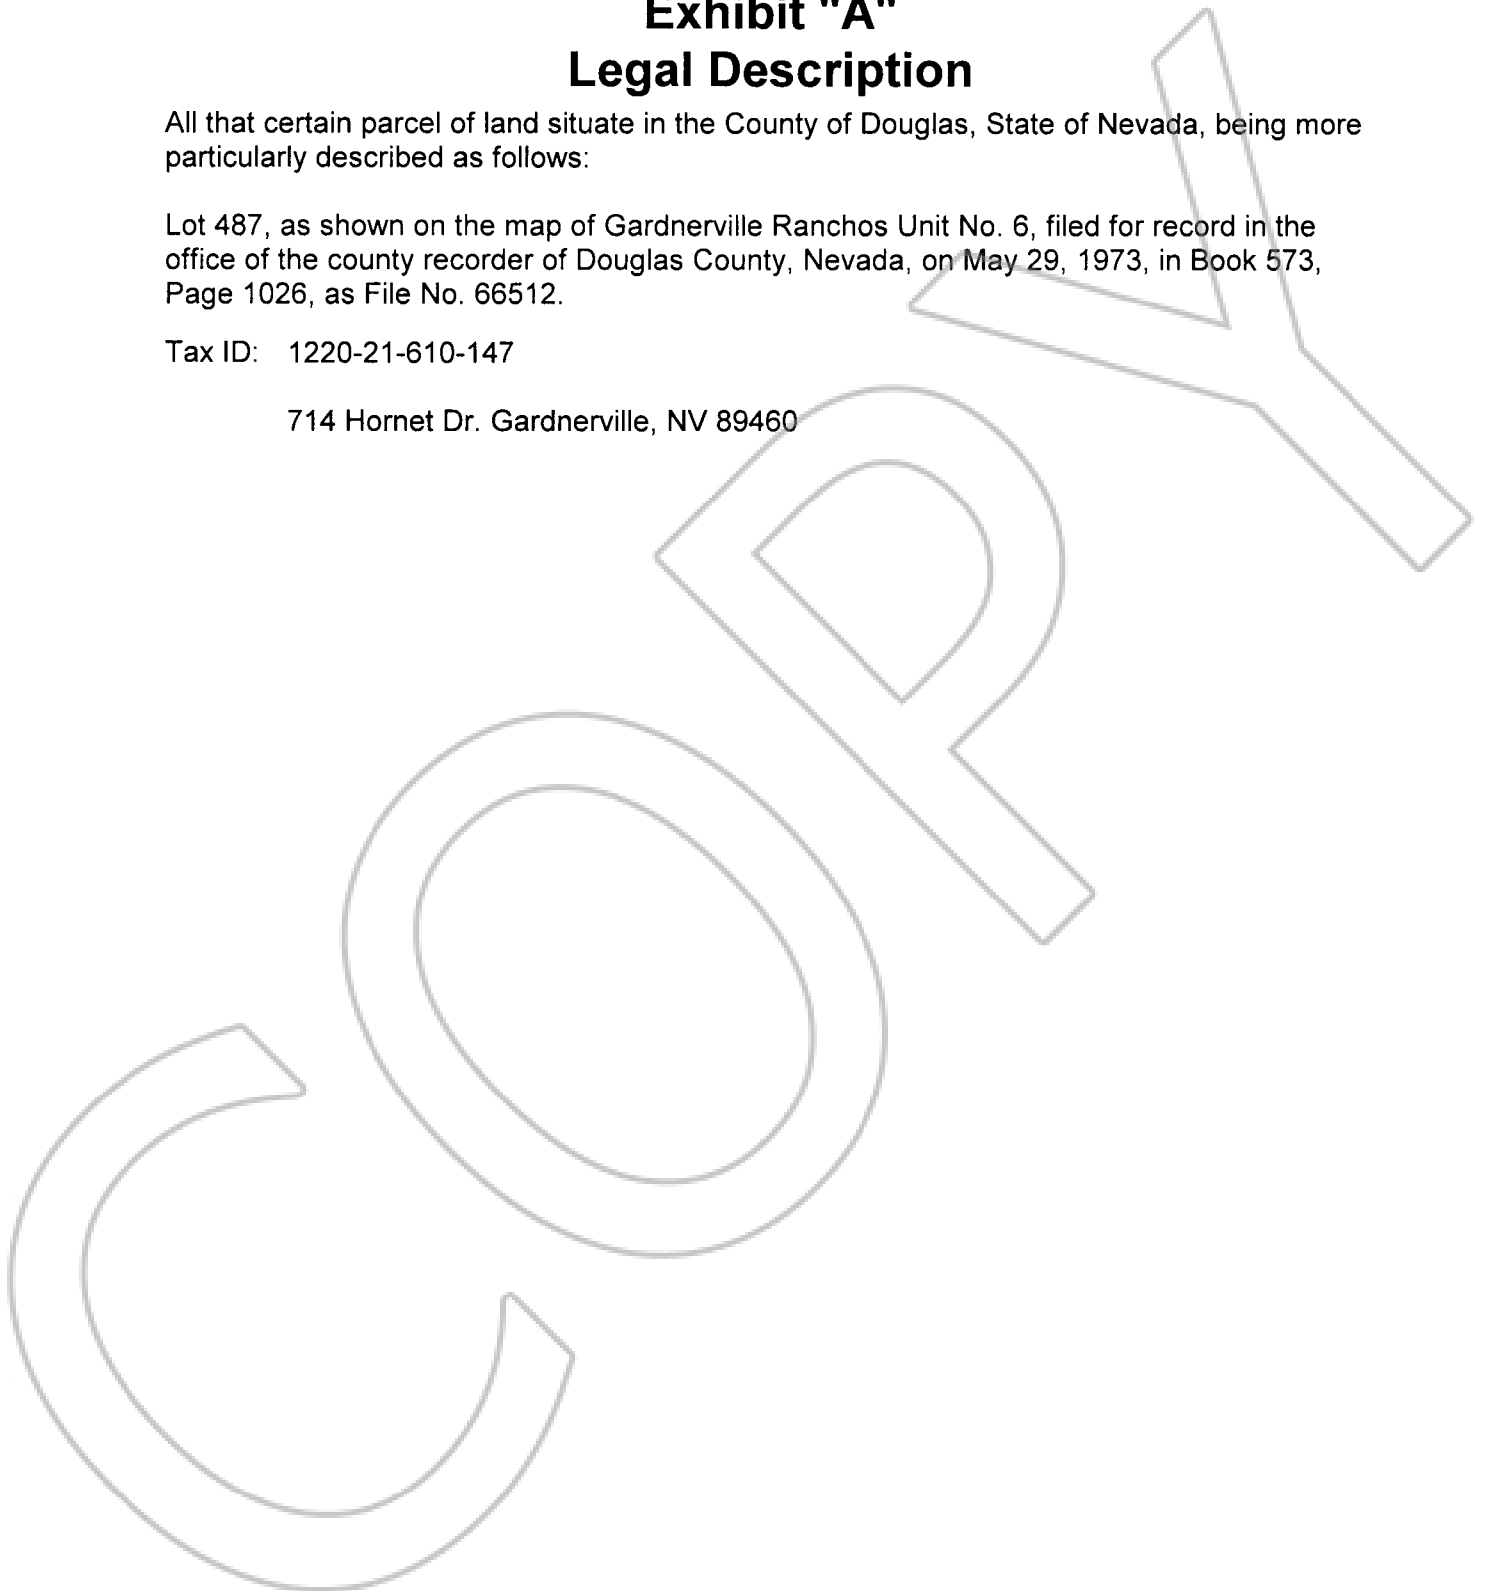 Exhibit "A"
Legal Description
All that certain parcel of land situate in the County of Douglas, State of Nevada, being more
particularly described as follows:
Lot 487, as shown on the map of Gardnerville Ranchos Unit No. 6, filed for record in the
office of the county recorder of Douglas County, Nevada, on May 29, 1973, in Book 573,
Page 1026, as File No. 66512.
Tax ID: 1220-21-610-147
714 Hornet Dr. Gardnerville, NV 89460
COPY